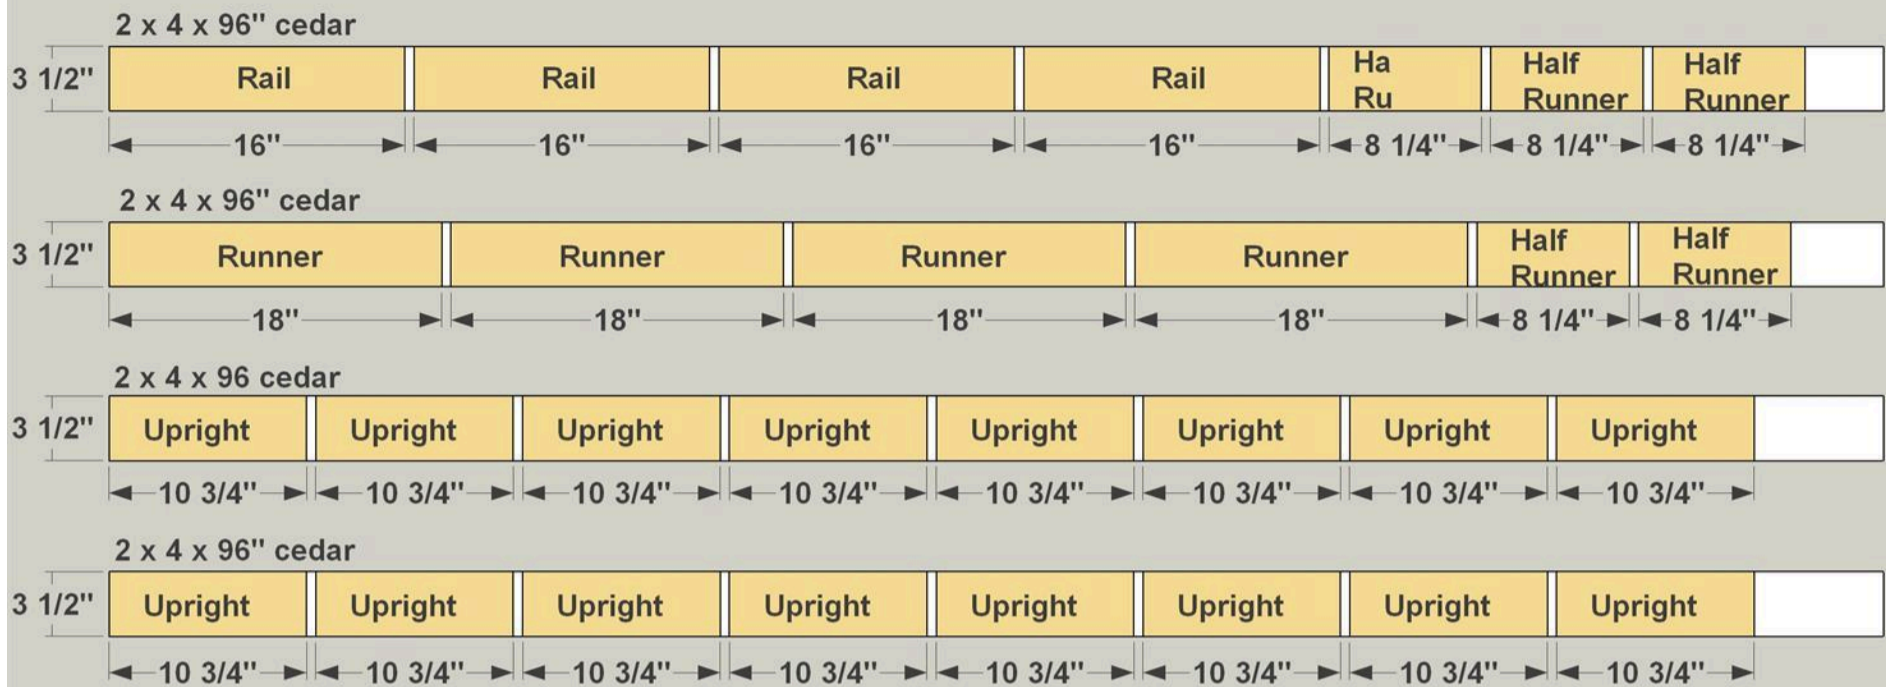 2 x 4 x 96" cedar
3 1/2" Rail Rail Rail Rail Ha Ru Half Runner Half Runner
16" 16" 16" 16" 8 1/4" 8 1/4" 8 1/4"
2 x 4 x 96" cedar
3 1/2" Runner Runner Runner Runner Half Runner Half Runner
18" 18" 18" 18" 8 1/4" 8 1/4"
2 x 4 x 96 cedar
3 1/2" Upright Upright Upright Upright Upright Upright Upright Upright
10 3/4" 10 3/4" 10 3/4" 10 3/4" 10 3/4" 10 3/4" 10 3/4" 10 3/4"
2 x 4 x 96" cedar
3 1/2" Upright Upright Upright Upright Upright Upright Upright Upright
10 3/4" 10 3/4" 10 3/4" 10 3/4" 10 3/4" 10 3/4" 10 3/4" 10 3/4"